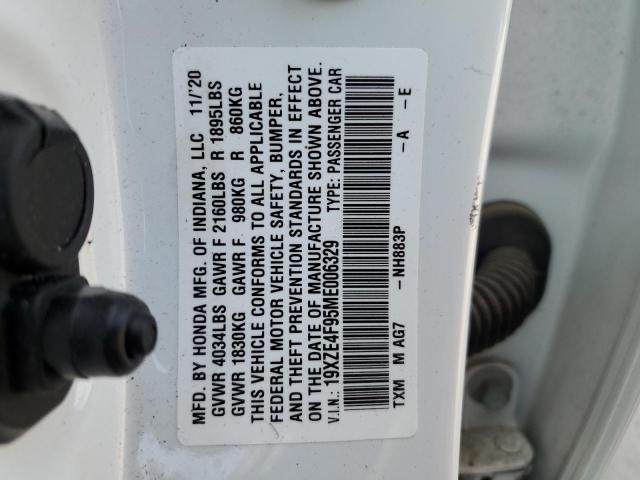 MFD. BY HONDA MFG. OF INDIANA, LLC 11/'20
GVWR 4034LBS GAWR F 2160LBS R 1895LBS
GVWR 1830KG GAWR F 980KG R 860KG
THIS VEHICLE CONFORMS TO ALL APPLICABLE
FEDERAL MOTOR VEHICLE SAFETY, BUMPER,
AND THEFT PREVENTION STANDARDS IN EFFECT
ON THE DATE OF MANUFACTURE SHOWN ABOVE.
V.I.N.: 19XZE4F95ME006329 TYPE: PASSENGER CAR
TXM M AG7 -NH883P -A -E